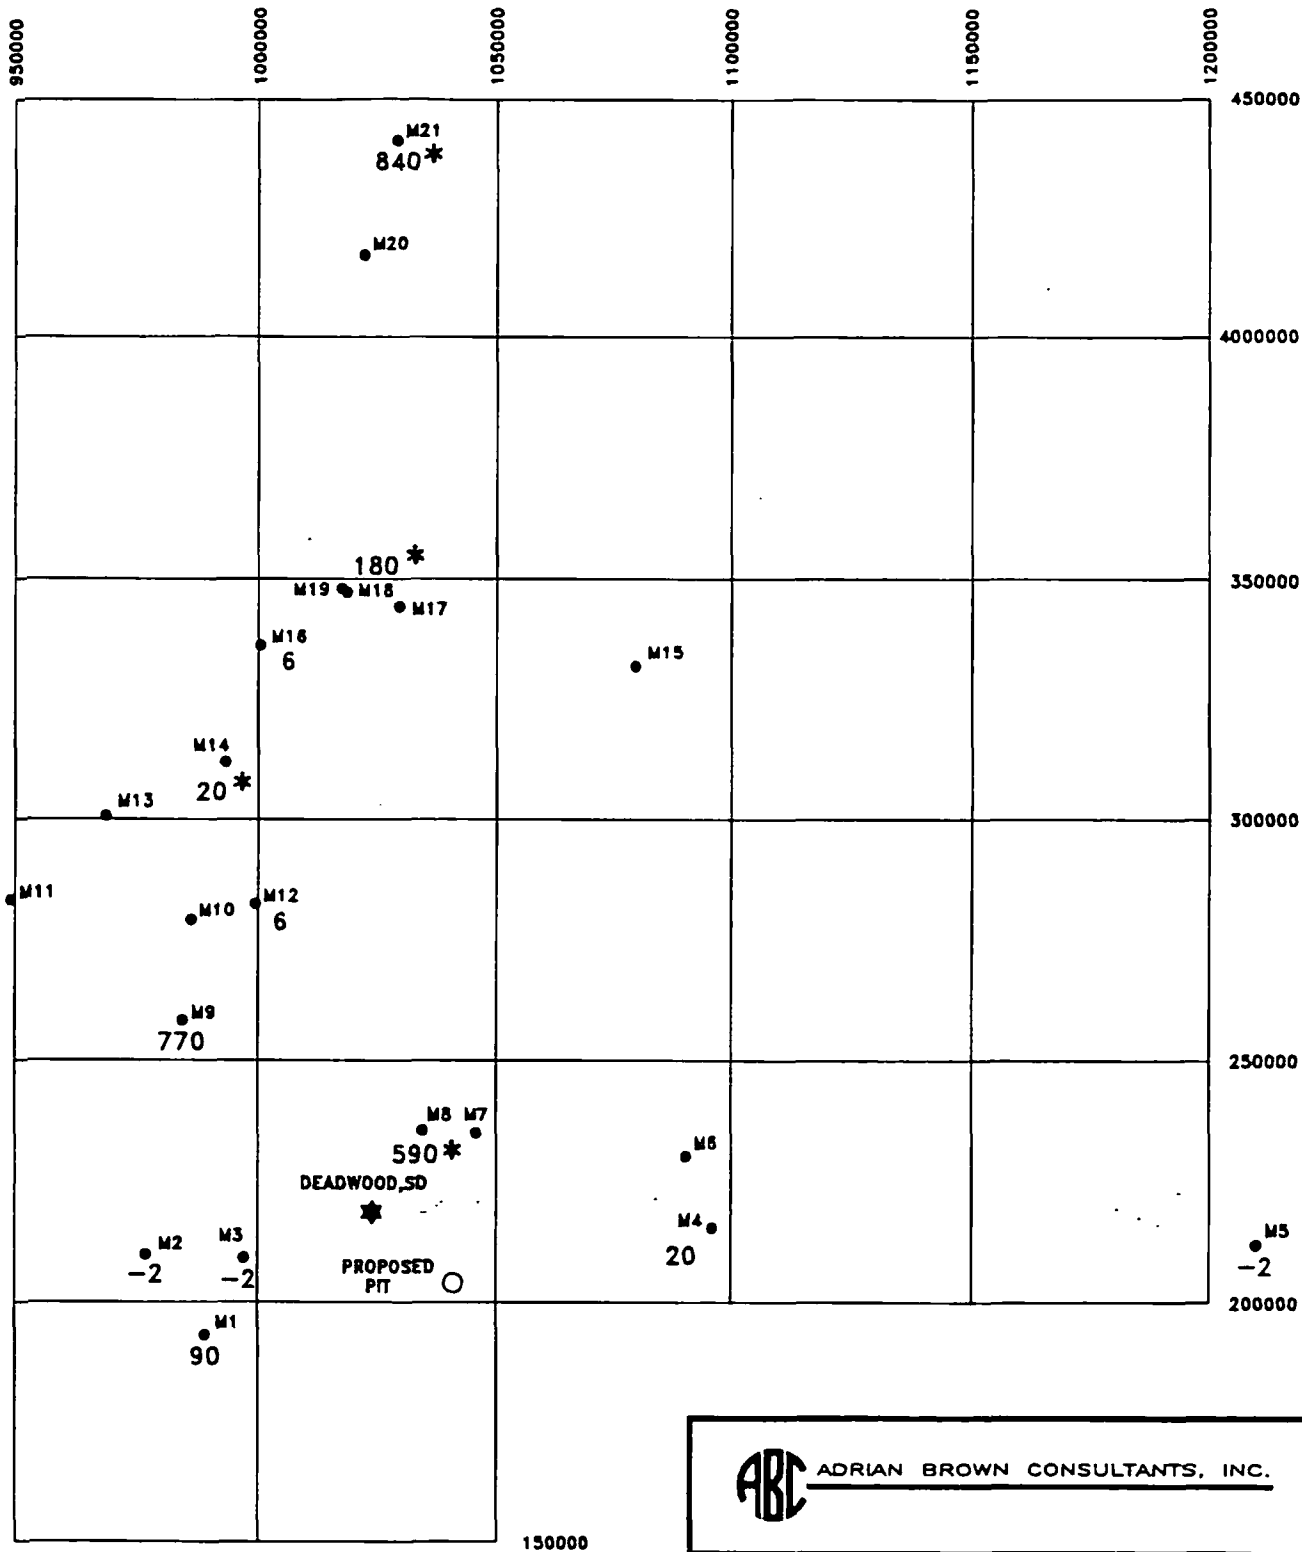 950000
1000000
1050000
1100000
1150000
1200000
450000
M21
840*
M20
4000000
180 *
350000
M19
M18
M17
M16
6
M15
M14
20 *
M13
300000
M11
M12
6
M10
M9
770
250000
M8 M7
590 *
M6
DEADWOOD,SD
M4
20
M5
-2
M2
-2
M3
-2
PROPOSED
PIT
200000
M1
90
ABC ADRIAN BROWN CONSULTANTS, INC.
150000